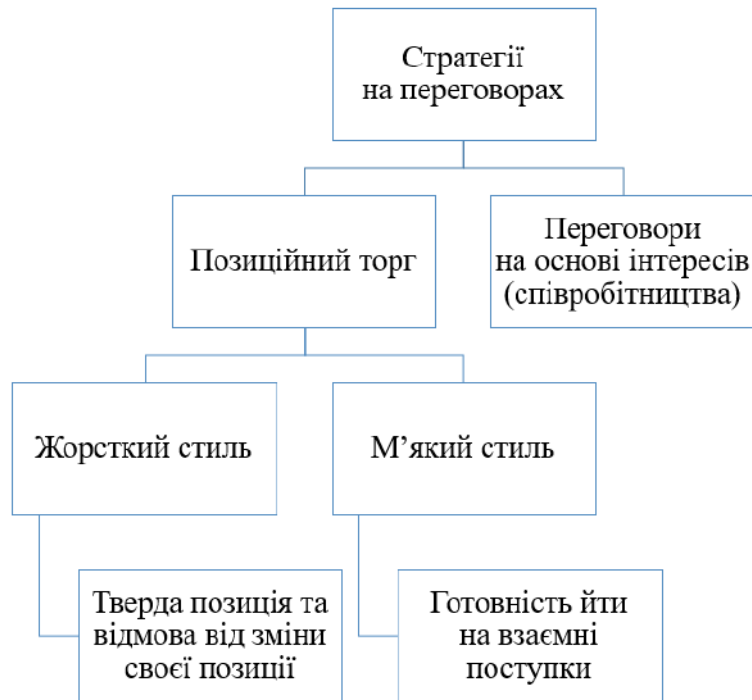 Стратегії
на переговорах
Позиційний торг
Переговори
на основі інтересів
(співробітництва)
Жорсткий стиль
М’який стиль
Тверда позиція та
відмова від зміни
своєї позиції
Готовність йти
на взаємні
поступки